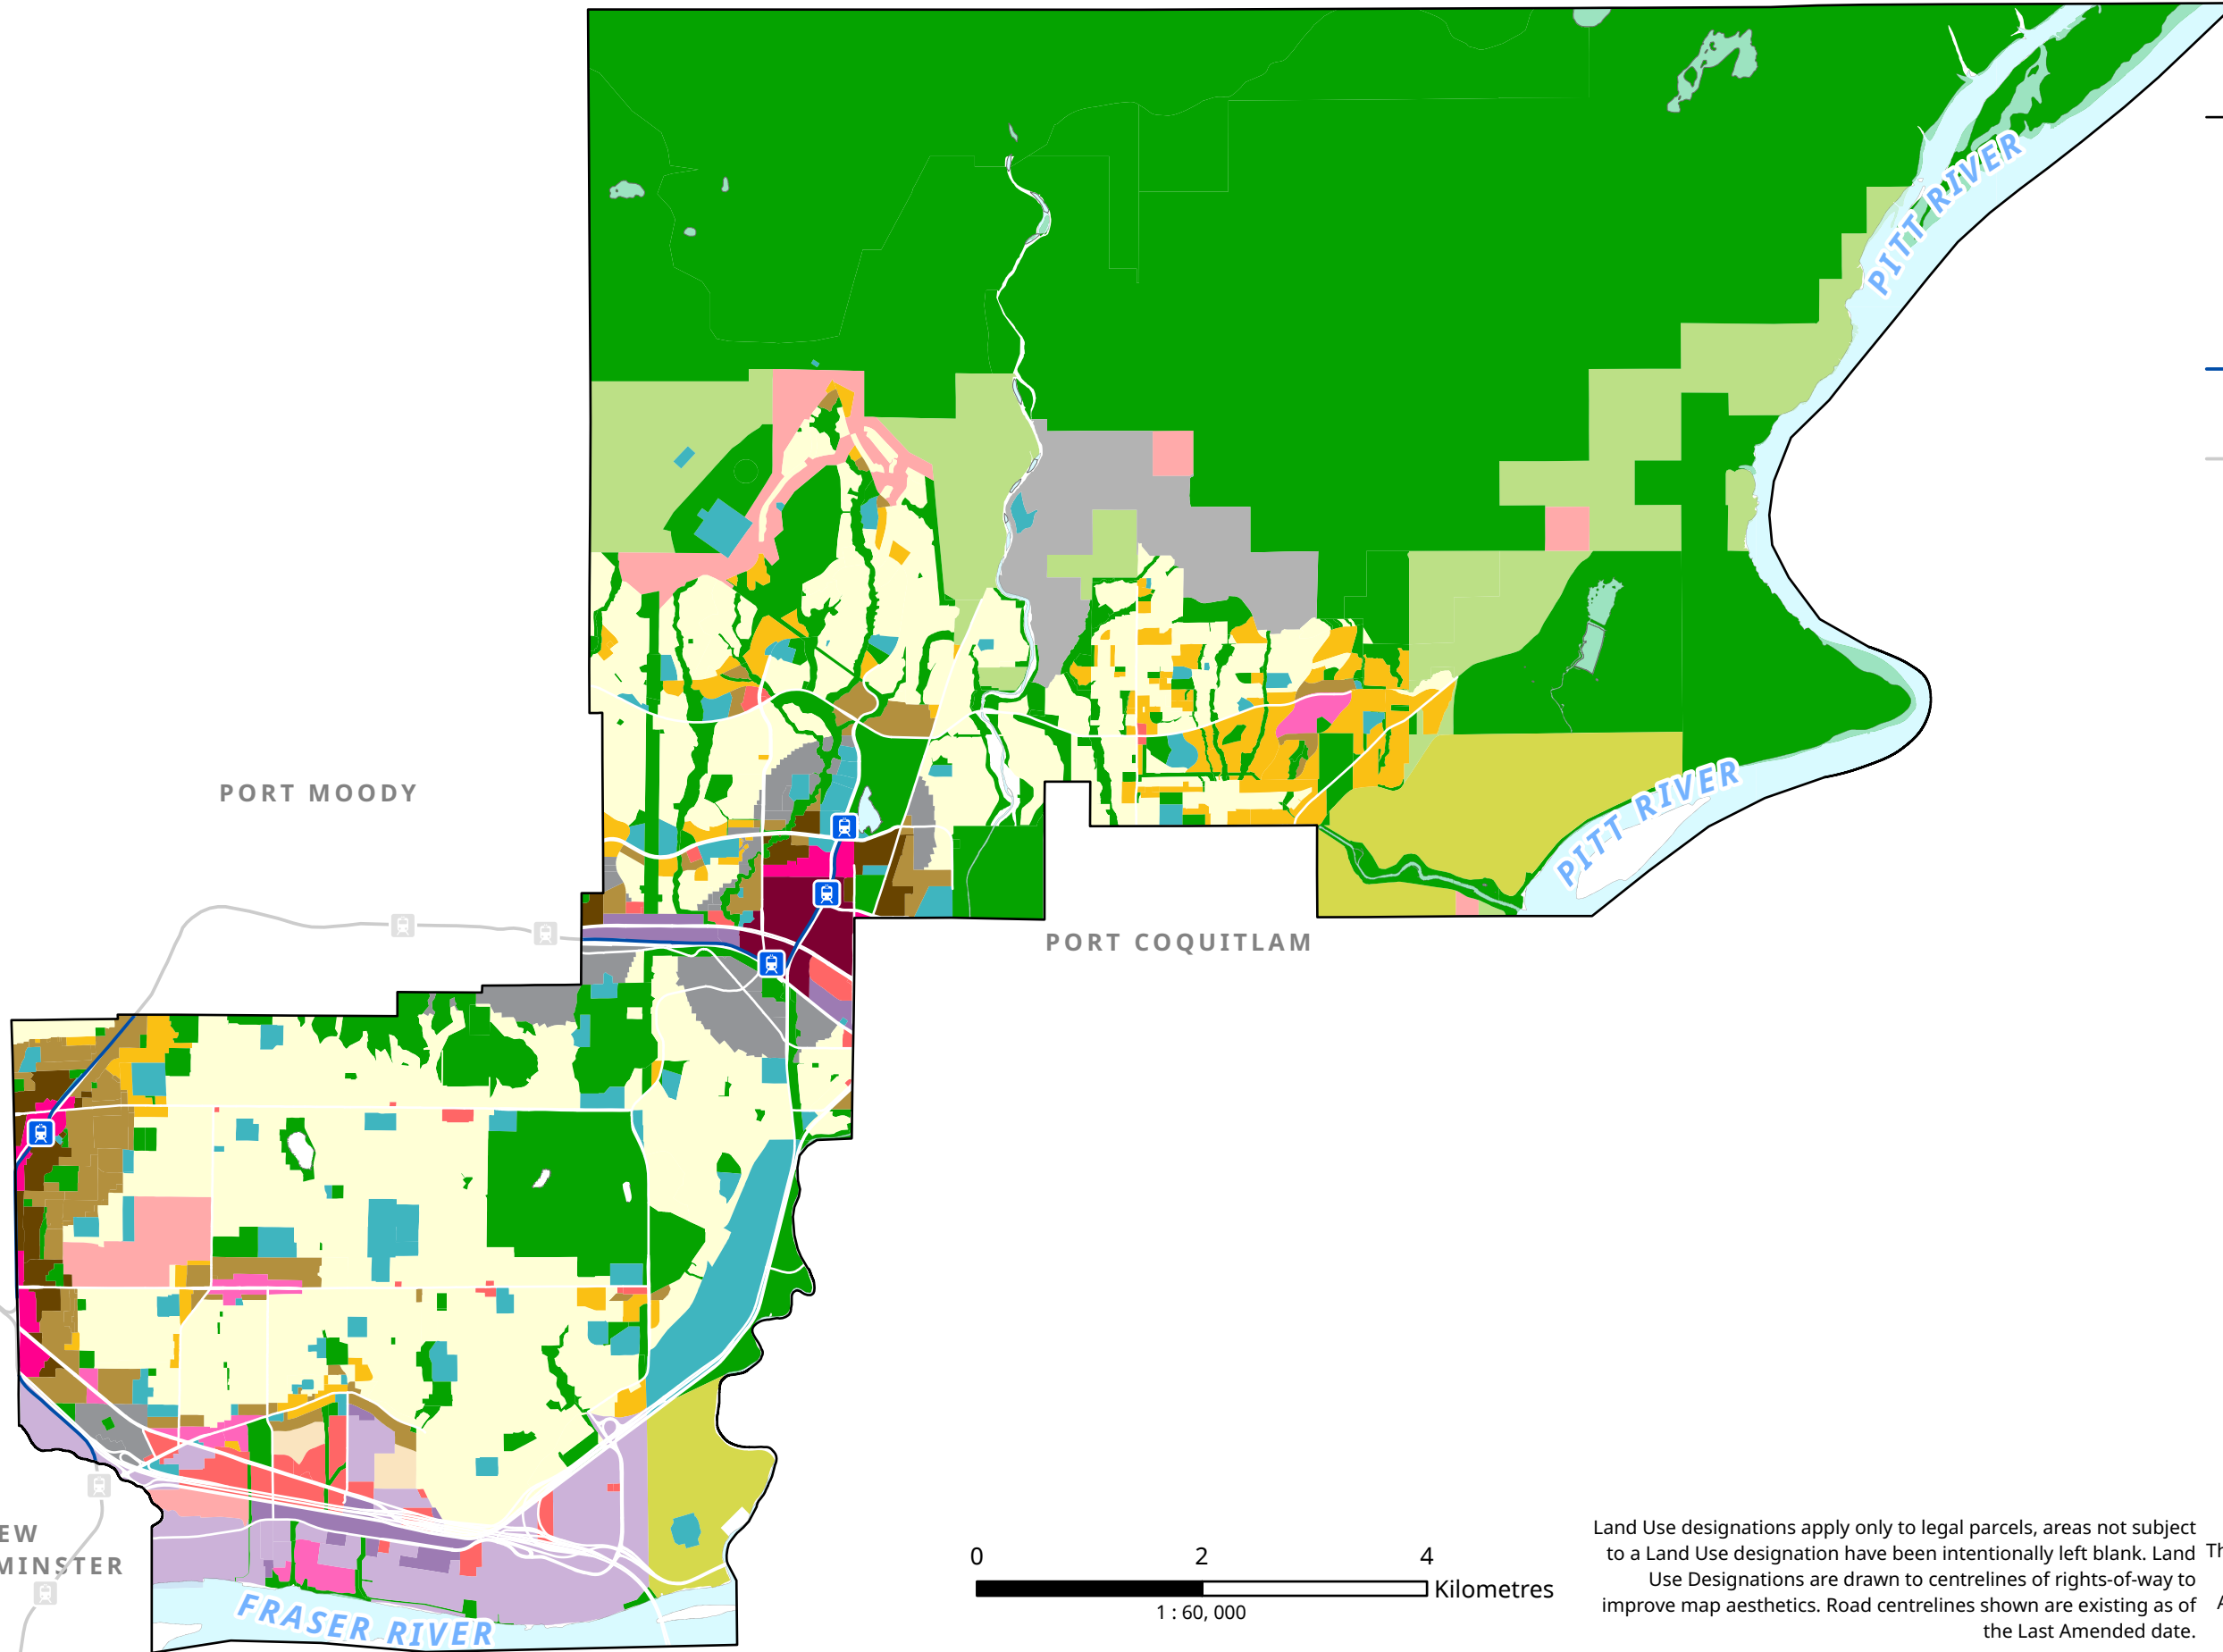 PITT RIVER
PORT MOODY
PITT RIVER
PORT COQUITLAM
EW
MINSTER
FRASER RIVER
0 2 4
Kilometres
1 : 60, 000
Land Use designations apply only to legal parcels, areas not subject
to a Land Use designation have been intentionally left blank. Land
Use Designations are drawn to centrelines of rights-of-way to
improve map aesthetics. Road centrelines shown are existing as of
the Last Amended date.
Th
A